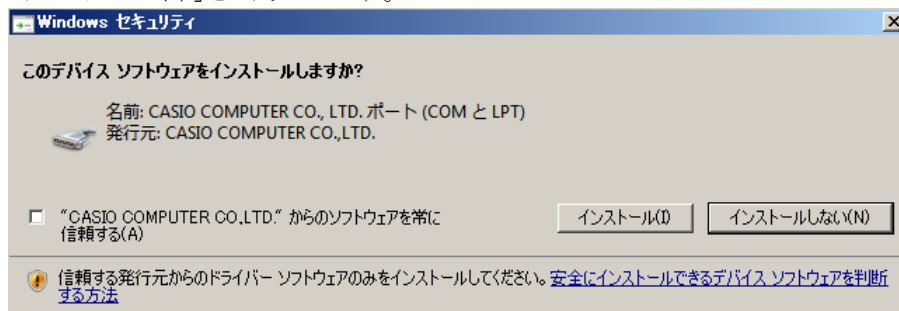 Windows セキュリティ
このデバイス ソフトウェアをインストールしますか?
名前: CASIO COMPUTER CO., LTD. ポート (COM と LPT)
発行元: CASIO COMPUTER CO.,LTD.
"CASIO COMPUTER CO.,LTD." からのソフトウェアを常に
信頼する(A)
インストール(I)
インストールしない(N)
信頼する発行元からのドライバー ソフトウェアのみをインストールしてください。安全にインストールできるデバイス ソフトウェアを判断
する方法